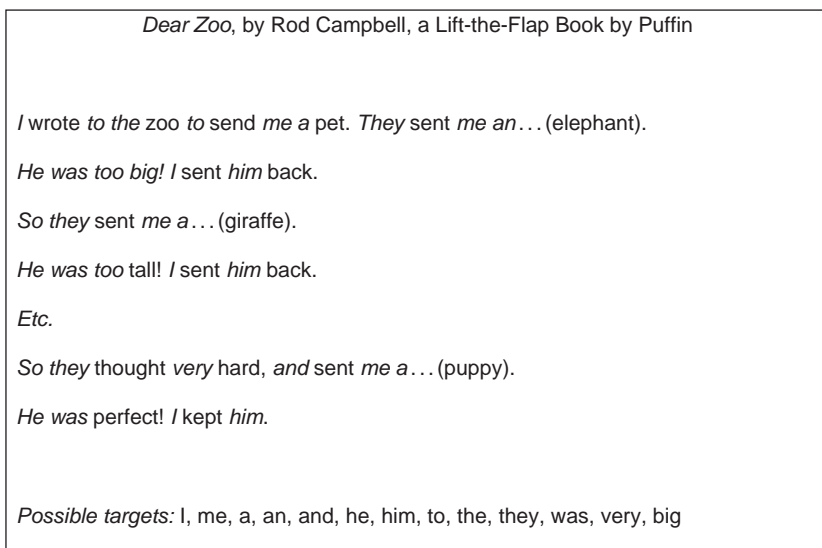 Dear Zoo, by Rod Campbell, a Lift-the-Flap Book by Puffin
I wrote to the zoo to send me a pet. They sent me an . . . (elephant).
He was too big! I sent him back.
So they sent me a . . . (giraffe).
He was too tall! I sent him back.
Etc.
So they thought very hard, and sent me a . . . (puppy).
He was perfect! I kept him.
Possible targets: I, me, a, an, and, he, him, to, the, they, was, very, big